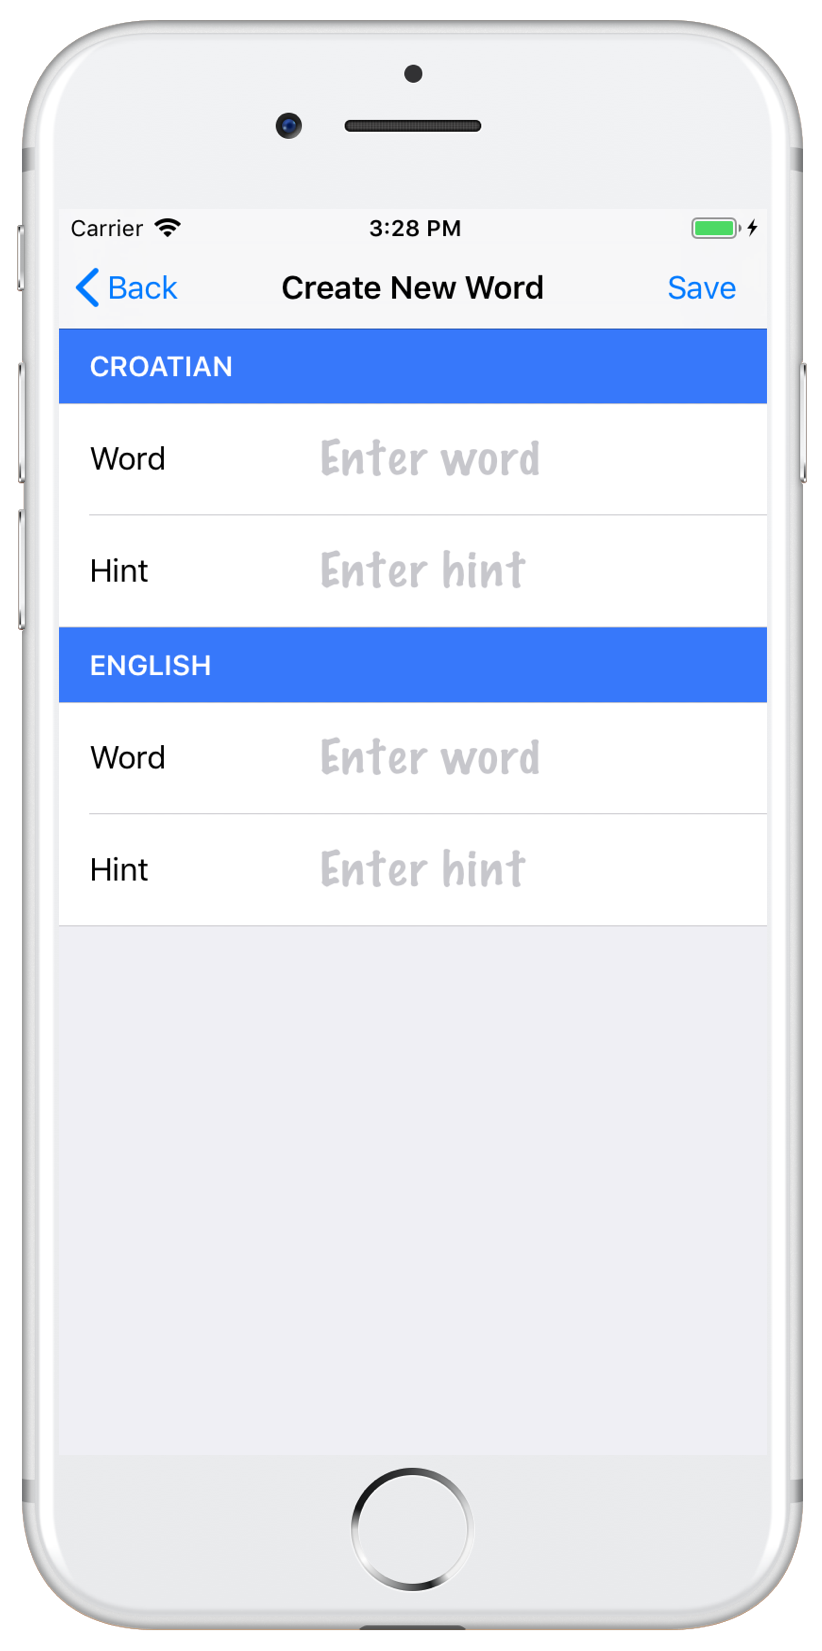 Carrier 3:28 PM
Back Create New Word Save
CROATIAN
Word Enter word
Hint Enter hint
ENGLISH
Word Enter word
Hint Enter hint